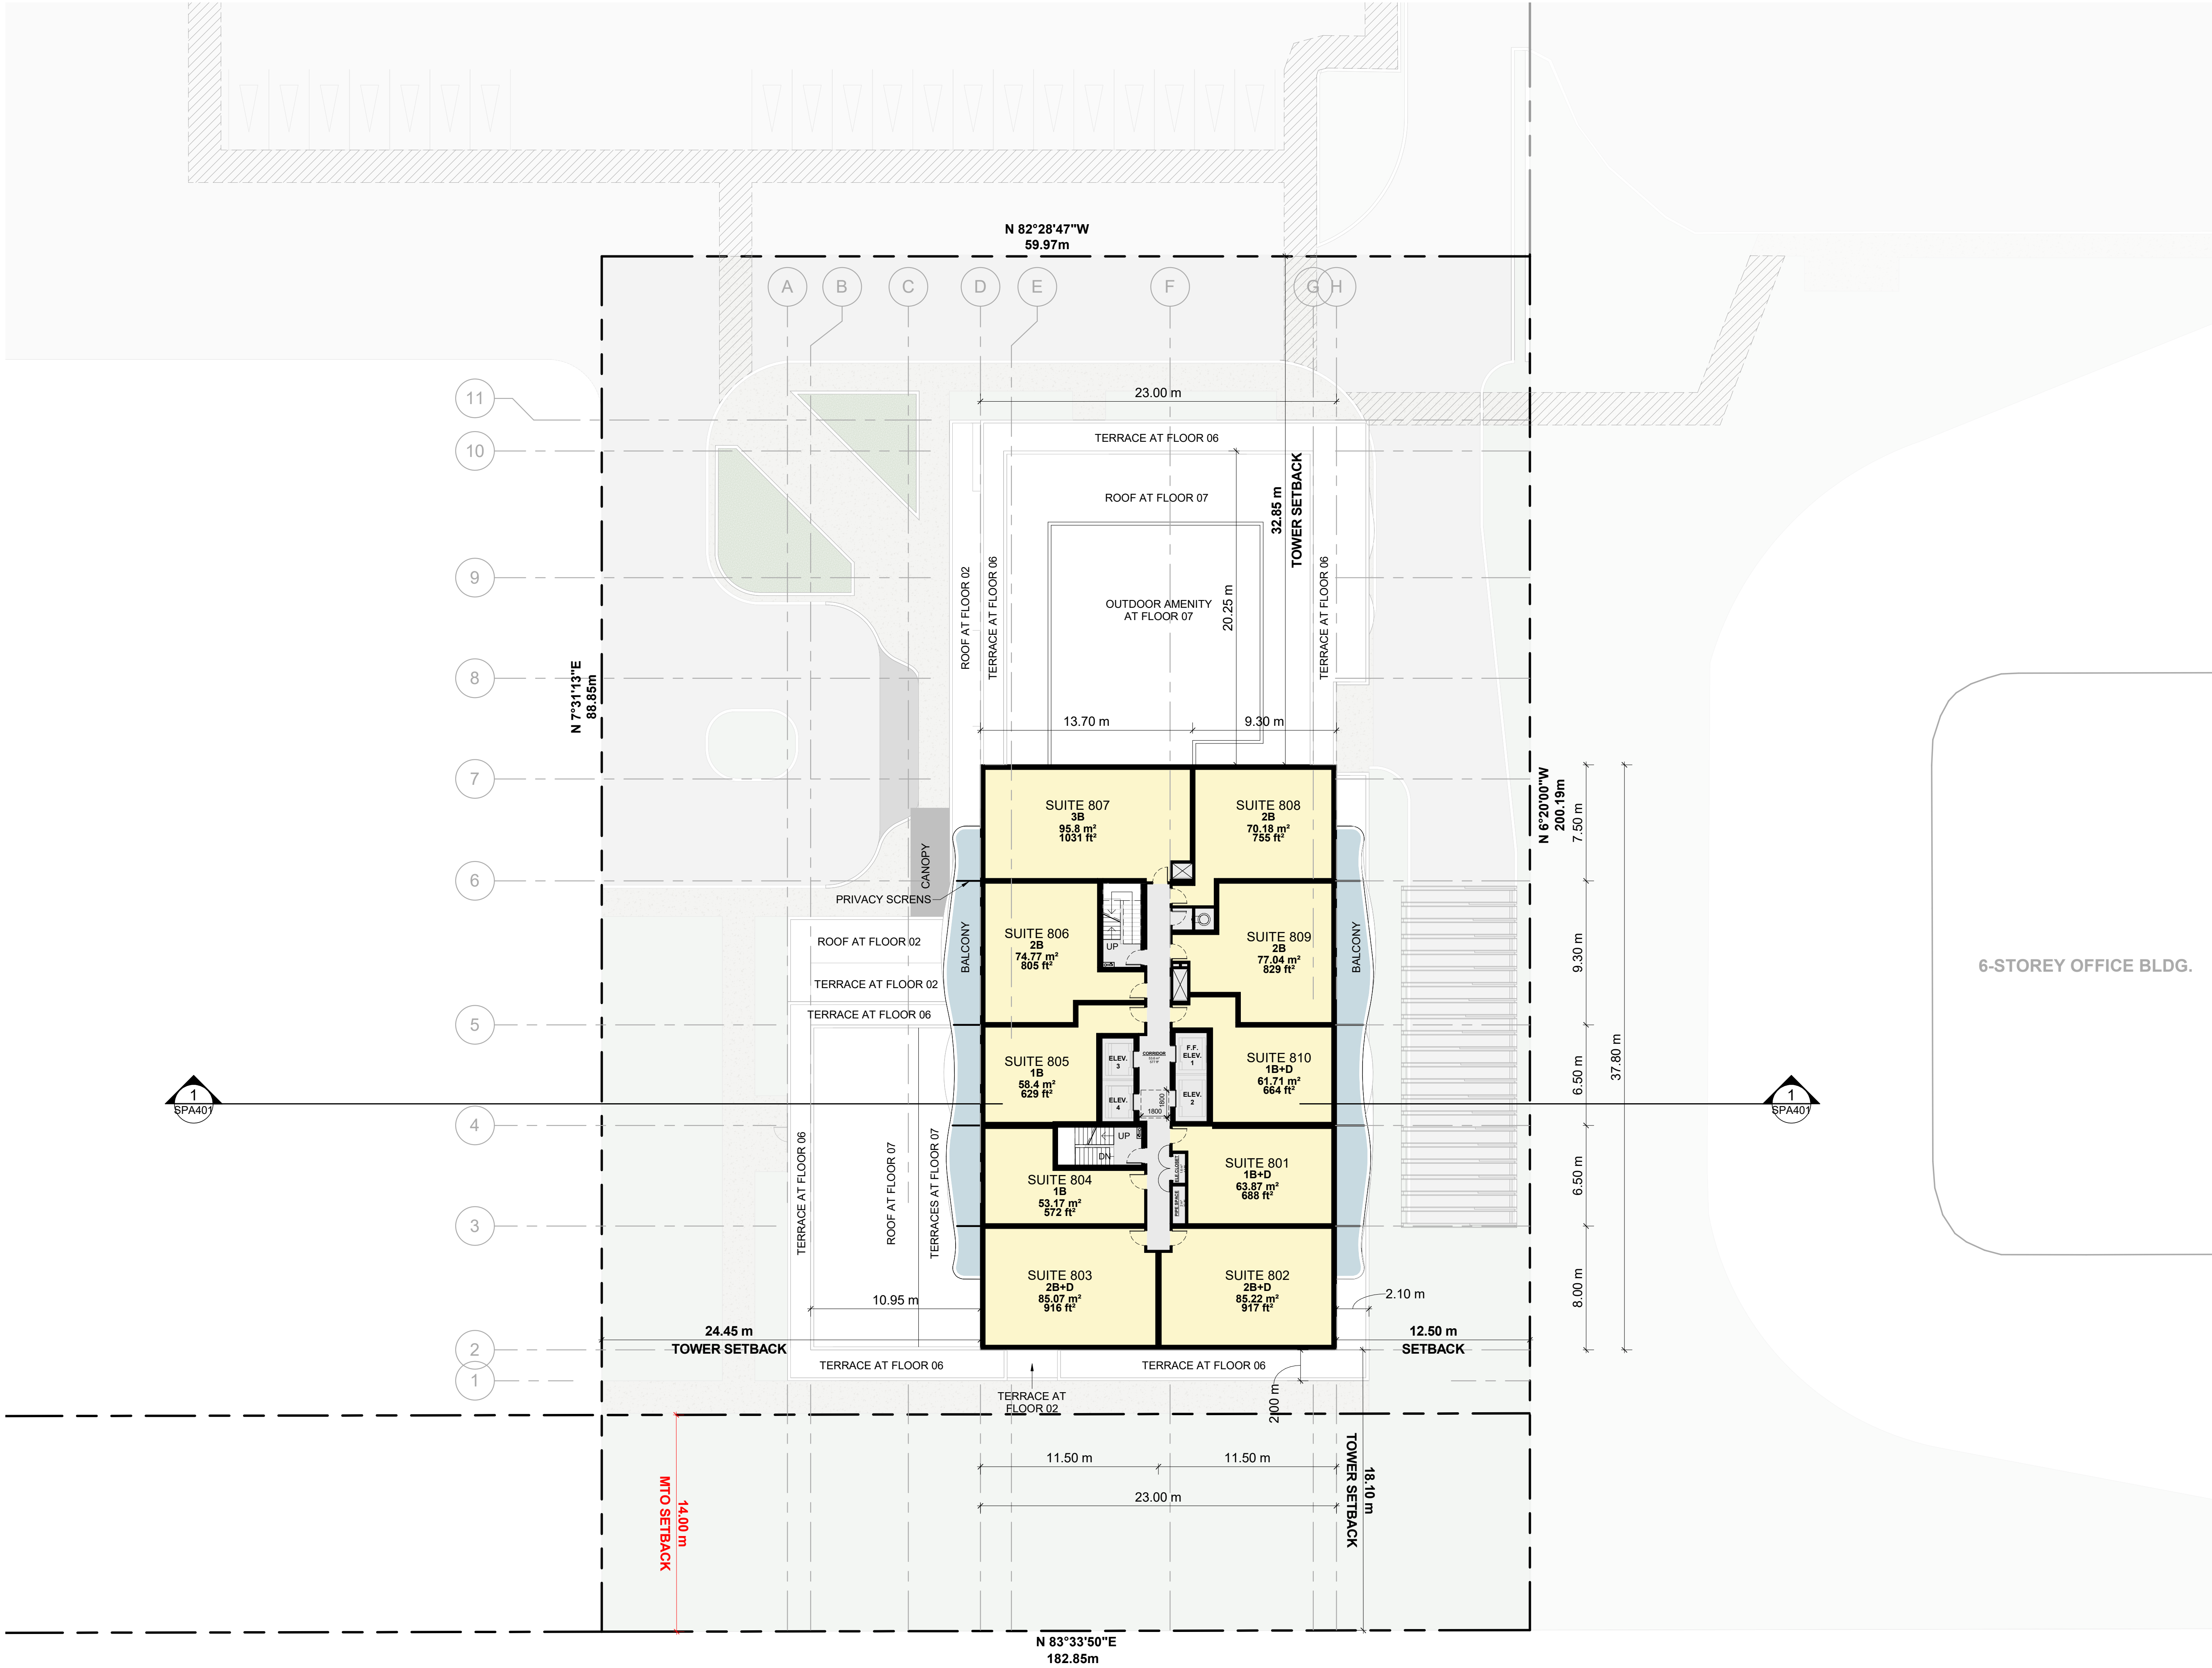 N 82°28'47"W
59.97m
A
B
C
D
E
F
G
H
11
10
9
8
7
6
5
4
3
2
1
23.00 m
TERRACE AT FLOOR 06
ROOF AT FLOOR 07
32.85 m
TOWER SETBACK
ROOF AT FLOOR 02
TERRACE AT FLOOR 06
OUTDOOR AMENITY
AT FLOOR 07
20.25 m
TERRACE AT FLOOR 06
N 7°31'13"E
88.85m
13.70 m
9.30 m
N 6°20'00"W
200.19m
7.50 m
SUITE 807
3B
95.8 m²
1031 ft²
SUITE 808
2B
70.18 m²
755 ft²
CANOPY
PRIVACY SCRENS
BALCONY
ROOF AT FLOOR 02
TERRACE AT FLOOR 02
TERRACE AT FLOOR 06
SUITE 806
2B
74.77 m²
805 ft²
UP
SUITE 809
2B
77.04 m²
829 ft²
BALCONY
9.30 m
6-STOREY OFFICE BLDG.
SUITE 805
1B
58.4 m²
629 ft²
ELEV.
3
ELEV.
4
CORRIDOR
F.F.
ELEV.
1
ELEV.
2
1800
1800
SUITE 810
1B+D
61.71 m²
664 ft²
6.50 m
37.80 m
1
SPA401
1
SPA401
TERRACE AT FLOOR 06
ROOF AT FLOOR 07
TERRACES AT FLOOR 07
UP
DN
SUITE 804
1B
53.17 m²
572 ft²
ELE.CLOSET
PIPE SPACE
SUITE 801
1B+D
63.87 m²
688 ft²
6.50 m
SUITE 803
2B+D
85.07 m²
916 ft²
SUITE 802
2B+D
85.22 m²
917 ft²
8.00 m
10.95 m
2.10 m
24.45 m
TOWER SETBACK
12.50 m
SETBACK
TERRACE AT FLOOR 06
TERRACE AT
FLOOR 02
TERRACE AT FLOOR 06
2.00 m
11.50 m
11.50 m
23.00 m
TOWER SETBACK
18.10 m
MTO SETBACK
14.00 m
N 83°33'50"E
182.85m